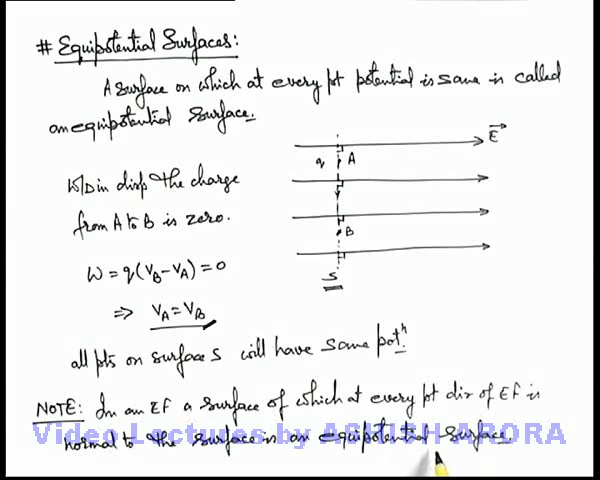 # Equipotential Surfaces:
A surface on which at every pt potential is same is called
an equipotential surface.
E
q A
W/D in disp the charge
from A to B is zero.
B
W = q(VB-VA) = 0
S
⇒ VA = VB
all pts on surface S will have same potn
NOTE: In an EF a surface of which at every pt dirn of EF is
normal to the surface is an equipotential surface.
Video Lectures by ASHISH ARORA